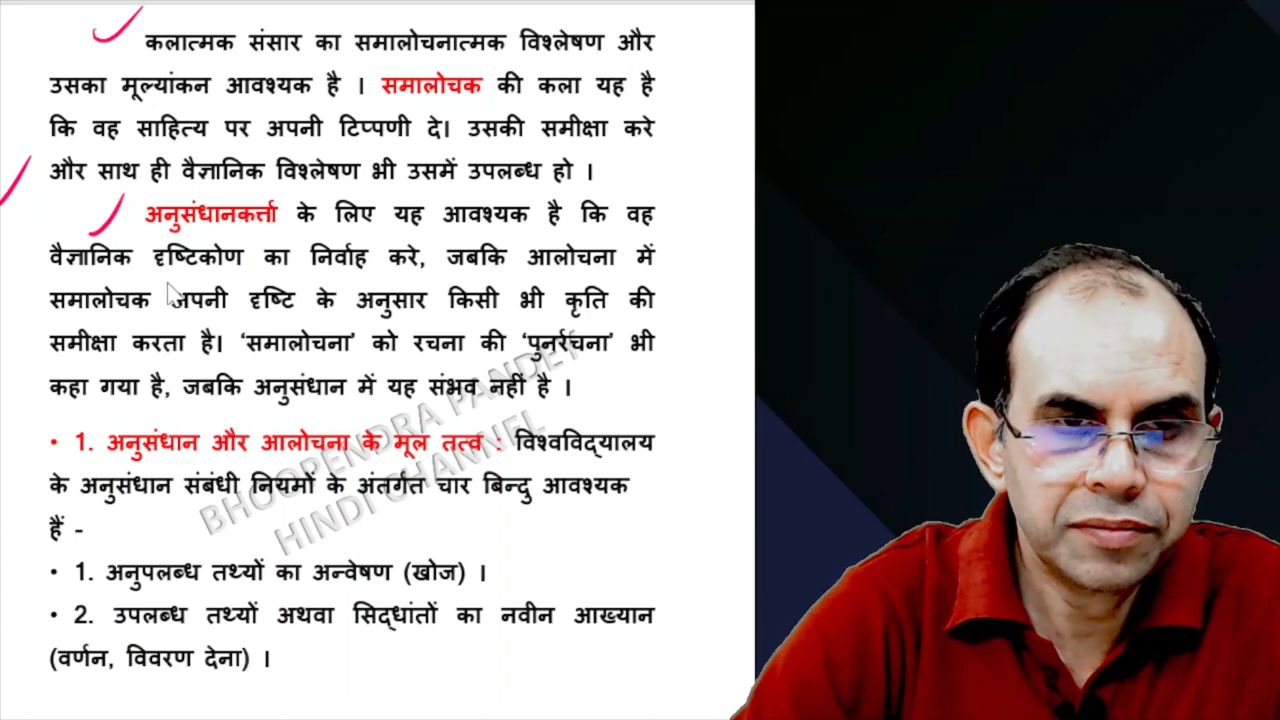 कलात्मक संसार का समालोचनात्मक विश्लेषण और
उसका मूल्यांकन आवश्यक है । समालोचक की कला यह है
कि वह साहित्य पर अपनी टिप्पणी दे। उसकी समीक्षा करे
और साथ ही वैज्ञानिक विश्लेषण भी उसमें उपलब्ध हो ।
अनुसंधानकर्त्ता के लिए यह आवश्यक है कि वह
वैज्ञानिक दृष्टिकोण का निर्वाह करे, जबकि आलोचना में
समालोचक अपनी दृष्टि के अनुसार किसी भी कृति की
समीक्षा करता है। ‘समालोचना’ को रचना की ‘पुनर्रचना’ भी
कहा गया है, जबकि अनुसंधान में यह संभव नहीं है ।
• 1. अनुसंधान और आलोचना के मूल तत्व : विश्वविद्यालय
के अनुसंधान संबंधी नियमों के अंतर्गत चार बिन्दु आवश्यक
हैं -
• 1. अनुपलब्ध तथ्यों का अन्वेषण (खोज) ।
• 2. उपलब्ध तथ्यों अथवा सिद्धांतों का नवीन आख्यान
(वर्णन, विवरण देना) ।
BHOOPENDRA PANDEY
HINDI CHANNEL